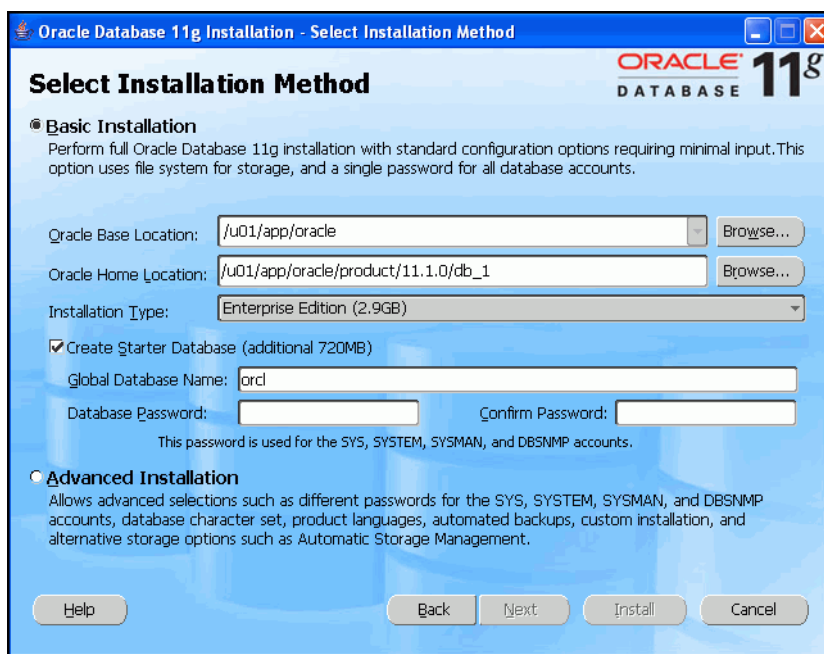 Oracle Database 11g Installation - Select Installation Method
Select Installation Method
ORACLE 11g
DATABASE
Basic Installation
Perform full Oracle Database 11g installation with standard configuration options requiring minimal input.This
option uses file system for storage, and a single password for all database accounts.
Oracle Base Location: /u01/app/oracle Browse...
Oracle Home Location: /u01/app/oracle/product/11.1.0/db_1 Browse...
Installation Type: Enterprise Edition (2.9GB)
Create Starter Database (additional 720MB)
Global Database Name: orcl
Database Password: Confirm Password:
This password is used for the SYS, SYSTEM, SYSMAN, and DBSNMP accounts.
Advanced Installation
Allows advanced selections such as different passwords for the SYS, SYSTEM, SYSMAN, and DBSNMP
accounts, database character set, product languages, automated backups, custom installation, and
alternative storage options such as Automatic Storage Management.
Help Back Next Install Cancel